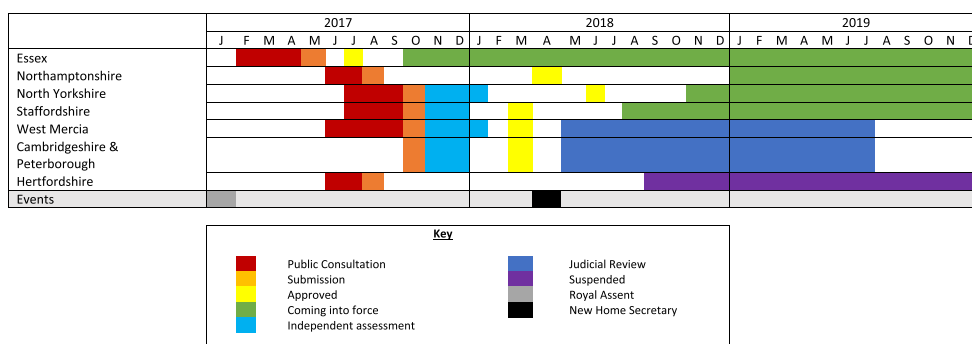 2017 2018 2019
J F M A M J J A S O N D J F M A M J J A S O N D J F M A M J J A S O N D
Essex
Northamptonshire
North Yorkshire
Staffordshire
West Mercia
Cambridgeshire &
Peterborough
Hertfordshire
Events
Key
Public Consultation Judicial Review
Submission Suspended
Approved Royal Assent
Coming into force New Home Secretary
Independent assessment